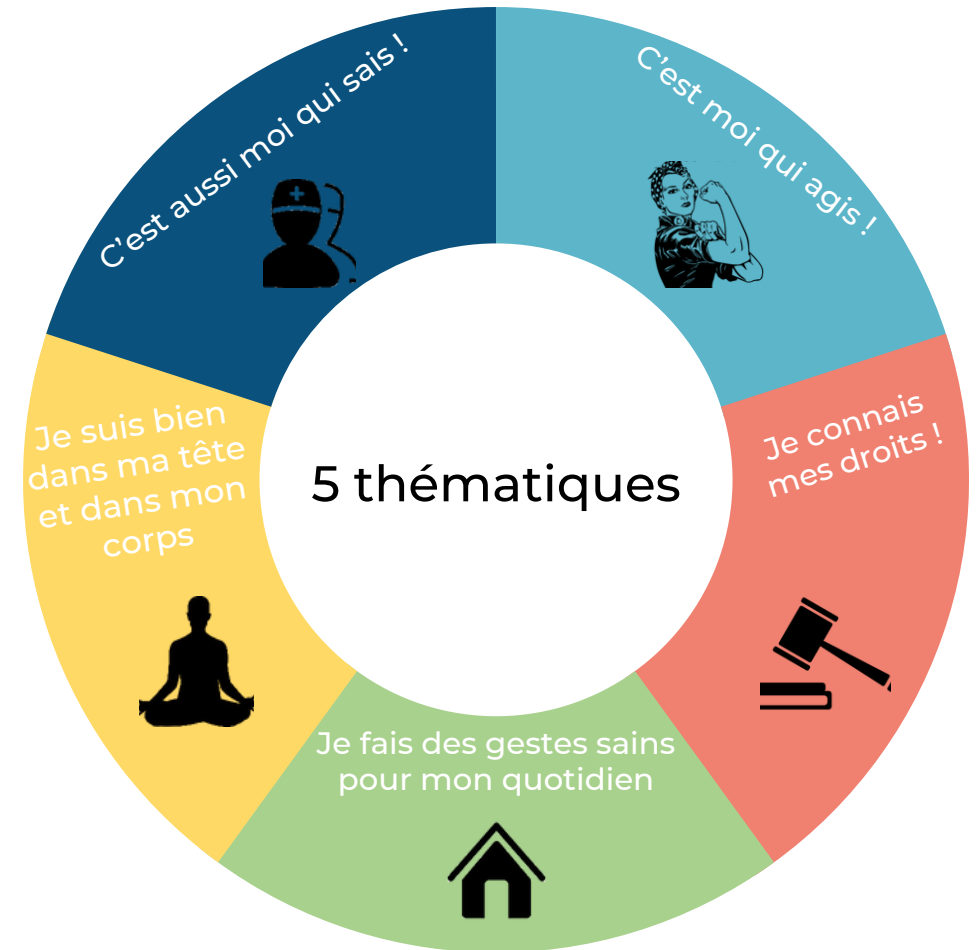 C'est aussi moi qui sais !
C'est moi qui agis !
Je connais
mes droits !
Je suis bien
dans ma tête
et dans mon
corps
5 thématiques
Je fais des gestes sains
pour mon quotidien